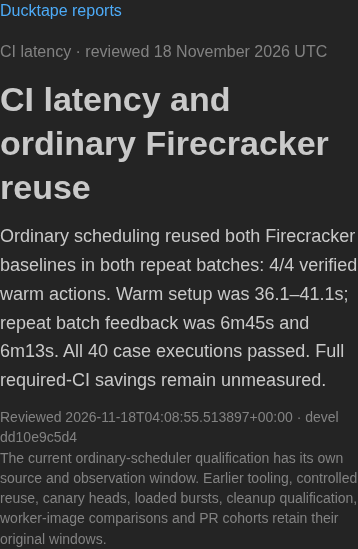 Ducktape reports
CI latency · reviewed 18 November 2026 UTC
CI latency and
ordinary Firecracker
reuse
Ordinary scheduling reused both Firecracker
baselines in both repeat batches: 4/4 verified
warm actions. Warm setup was 36.1–41.1s;
repeat batch feedback was 6m45s and
6m13s. All 40 case executions passed. Full
required-CI savings remain unmeasured.
Reviewed 2026-11-18T04:08:55.513897+00:00 · devel
dd10e9c5d4
The current ordinary-scheduler qualification has its own
source and observation window. Earlier tooling, controlled
reuse, canary heads, loaded bursts, cleanup qualification,
worker-image comparisons and PR cohorts retain their
original windows.